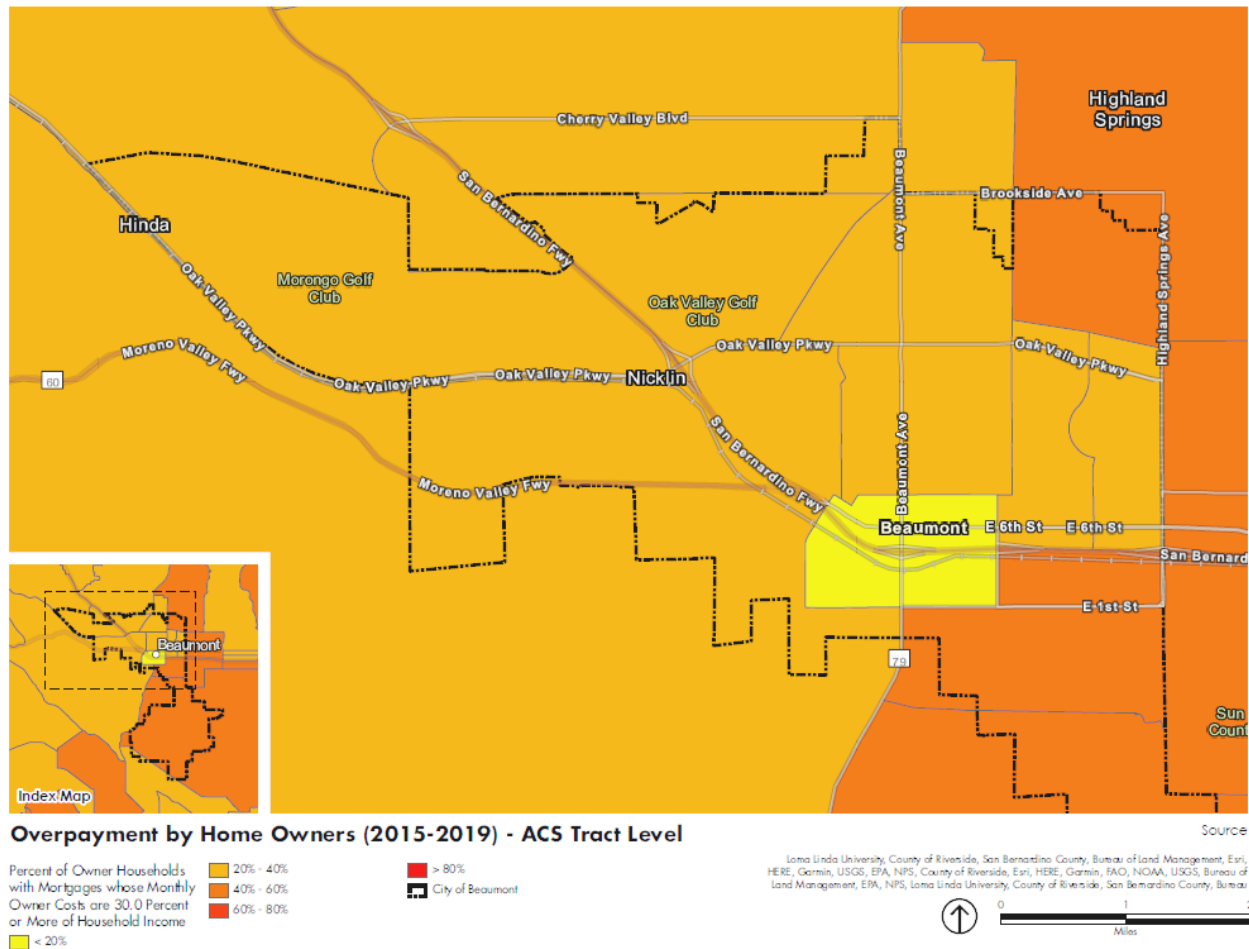 Highland
Springs
Cherry Valley Blvd
Beaumont Ave
Brookside Ave
San Bernardino Fwy
Hinda
Highland Springs Ave
Morongo Golf
Club
Oak Valley Pkwy
Oak Valley Golf
Club
Moreno Valley Fwy
Oak Valley Pkwy
Oak Valley Pkwy
60
Oak Valley Pkwy
Oak Valley Pkwy
Nicklin
Beaumont Ave
San Bernardino Fwy
Moreno Valley Fwy
Beaumont
E 6th St
E 6th St
San Bernard
E 1st St
79
Sun
Count
Beaumont
Index Map
Overpayment by Home Owners (2015-2019) - ACS Tract Level
Source
Percent of Owner Households
with Mortgages whose Monthly
Owner Costs are 30.0 Percent
or More of Household Income
< 20%
20% - 40%
40% - 60%
60% - 80%
> 80%
City of Beaumont
Loma Linda University, County of Riverside, San Bernardino County, Bureau of Land Management, Esri,
HERE, Garmin, USGS, EPA, NPS, County of Riverside, Esri, HERE, Garmin, FAO, NOAA, USGS, Bureau of
Land Management, EPA, NPS, Loma Linda University, County of Riverside, San Bernardino County, Bureau
0 1 2
Miles